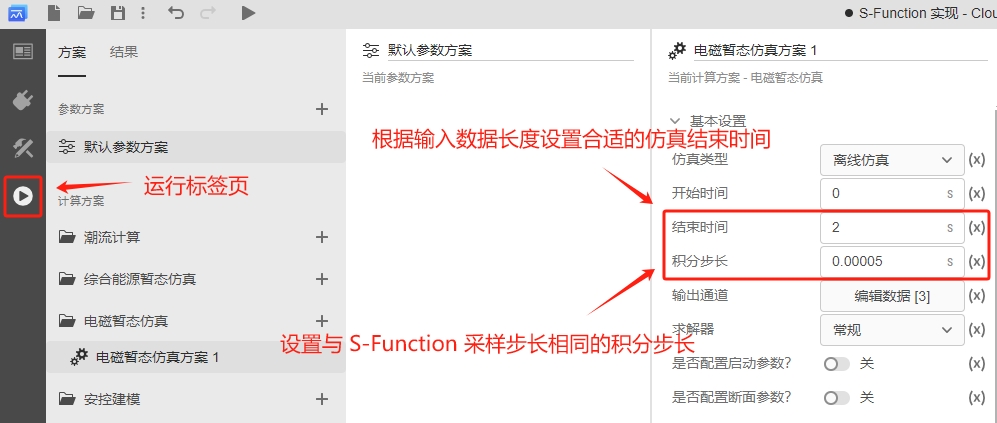 S-Function 实现 - Clou
方案
结果
参数方案
默认参数方案
运行标签页
计算方案
潮流计算
综合能源暂态仿真
电磁暂态仿真
电磁暂态仿真方案 1
安控建模
默认参数方案
当前参数方案
电磁暂态仿真方案 1
当前计算方案 - 电磁暂态仿真
基本设置
根据输入数据长度设置合适的仿真结束时间
仿真类型 离线仿真 (x)
开始时间 0 s (x)
结束时间 2 s (x)
积分步长 0.00005 s (x)
输出通道 编辑数据 [3] (x)
求解器 常规 (x)
设置与 S-Function 采样步长相同的积分步长
是否配置启动参数? 关 (x)
是否配置断面参数? 关 (x)